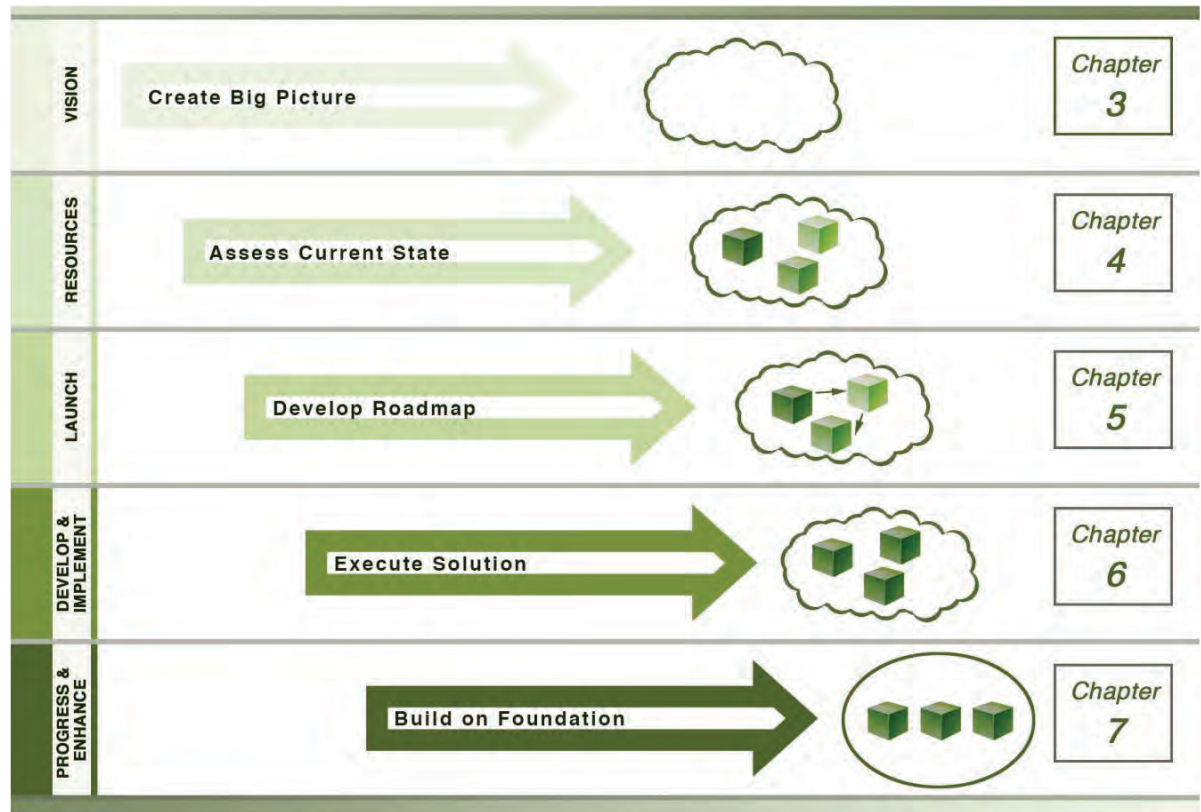 VISION
Create Big Picture
Chapter
3
RESOURCES
Assess Current State
Chapter
4
LAUNCH
Develop Roadmap
Chapter
5
DEVELOP &
IMPLEMENT
Execute Solution
Chapter
6
PROGRESS &
ENHANCE
Build on Foundation
Chapter
7